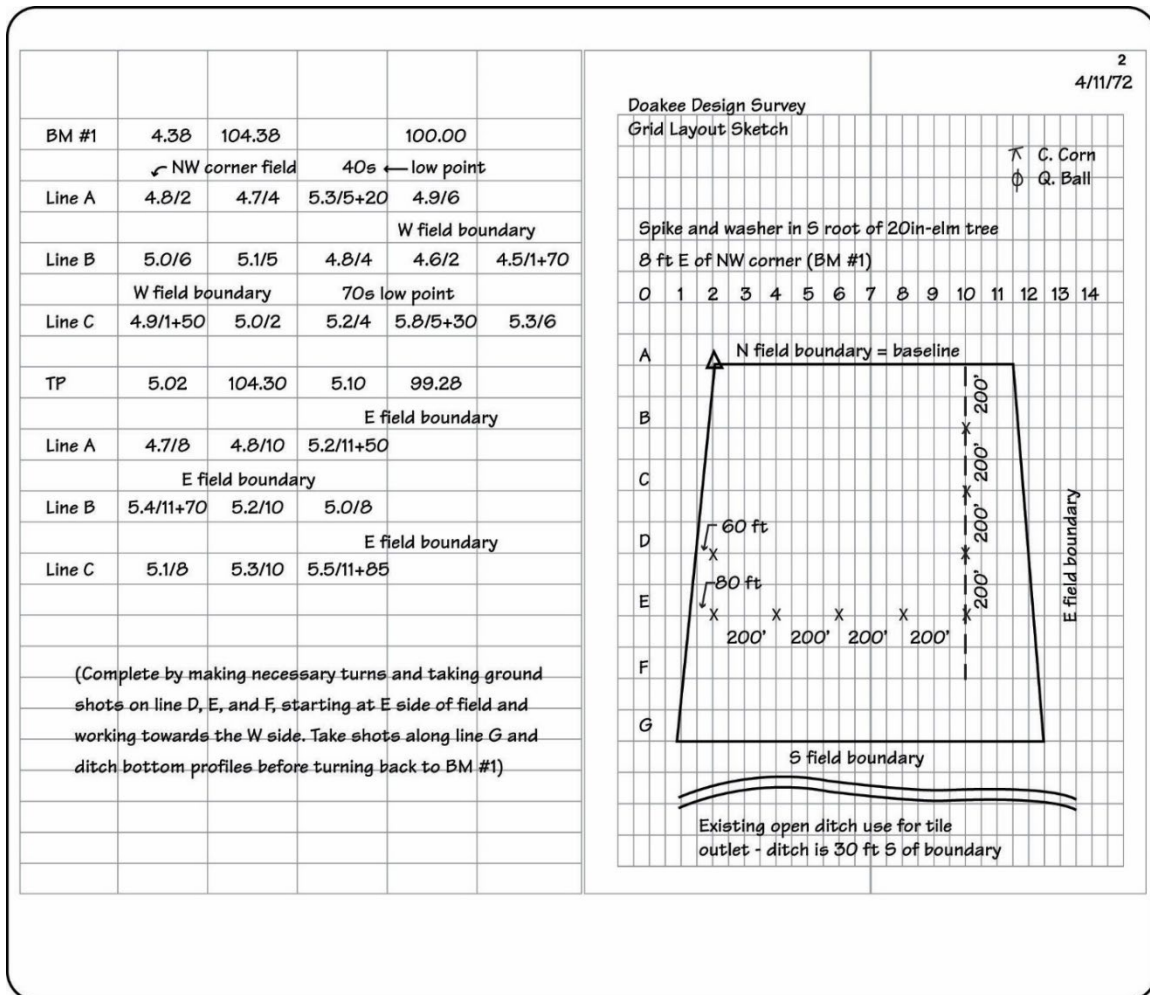 BM #1 4.38 104.38 100.00
NW corner field 40s ← low point
Line A 4.8/2 4.7/4 5.3/5+20 4.9/6
W field boundary
Line B 5.0/6 5.1/5 4.8/4 4.6/2 4.5/1+70
W field boundary 70s low point
Line C 4.9/1+50 5.0/2 5.2/4 5.8/5+30 5.3/6
TP 5.02 104.30 5.10 99.28
E field boundary
Line A 4.7/8 4.8/10 5.2/11+50
E field boundary
Line B 5.4/11+70 5.2/10 5.0/8
E field boundary
Line C 5.1/8 5.3/10 5.5/11+85
(Complete by making necessary turns and taking ground
shots on line D, E, and F, starting at E side of field and
working towards the W side. Take shots along line G and
ditch bottom profiles before turning back to BM #1)
2
4/11/72
Doakee Design Survey
Grid Layout Sketch
C. Corn
Q. Ball
Spike and washer in S root of 20in-elm tree
8 ft E of NW corner (BM #1)
0 1 2 3 4 5 6 7 8 9 10 11 12 13 14
A
N field boundary = baseline
200'
B
200'
C
200'
D
60 ft
200'
E
80 ft
200' 200' 200' 200'
E field boundary
F
G
S field boundary
Existing open ditch use for tile
outlet - ditch is 30 ft S of boundary